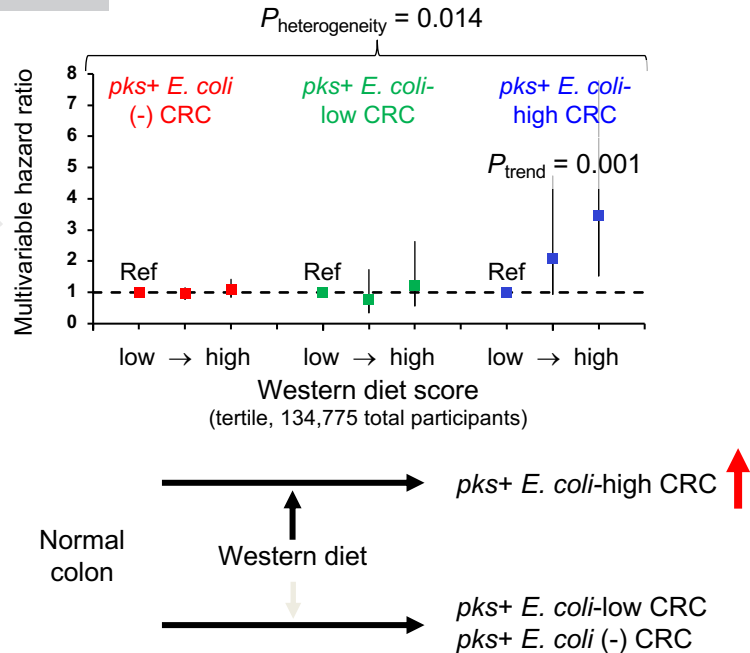 P heterogeneity = 0.014
Multivariable hazard ratio
8
7
6
5
4
3
2
1
0
pks+ E. coli
(-) CRC
pks+ E. coli-
low CRC
pks+ E. coli-
high CRC
P trend = 0.001
Ref
Ref
Ref
low → high
low → high
low → high
Western diet score
(tertile, 134,775 total participants)
Normal
colon
Western diet
pks+ E. coli-high CRC
pks+ E. coli-low CRC
pks+ E. coli (-) CRC